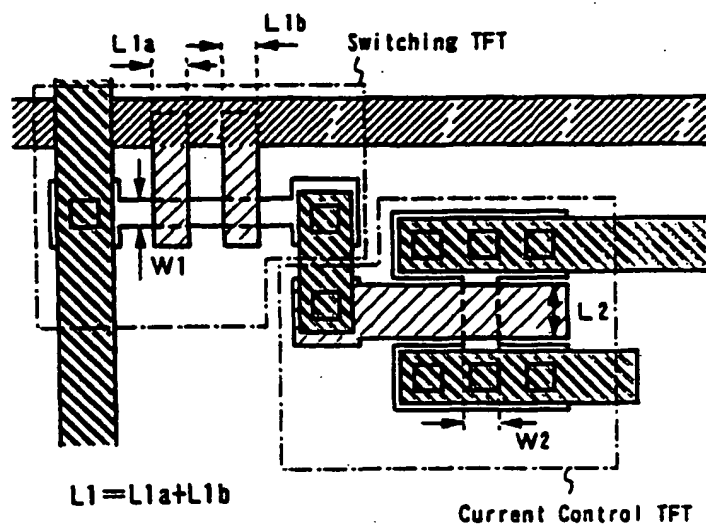 L1b
L1a
Switching TFT
W1
L2
W2
L1=L1a+L1b
Current Control TFT